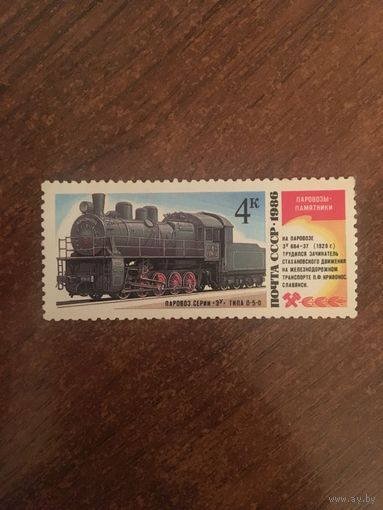 4к
ПАРОВОЗ СЕРИИ «Эу» ТИПА 0-5-0
ПОЧТА СССР·1986
ПАРОВОЗЫ-
ПАМЯТНИКИ
НА ПАРОВОЗЕ
Эу 684-37 (1929 г.)
ТРУДИЛСЯ ЗАЧИНАТЕЛЬ
СТАХАНОВСКОГО ДВИЖЕНИЯ
НА ЖЕЛЕЗНОДОРОЖНОМ
ТРАНСПОРТЕ П.Ф.КРИВОНОС.
СЛАВЯНСК.
www.ay.by